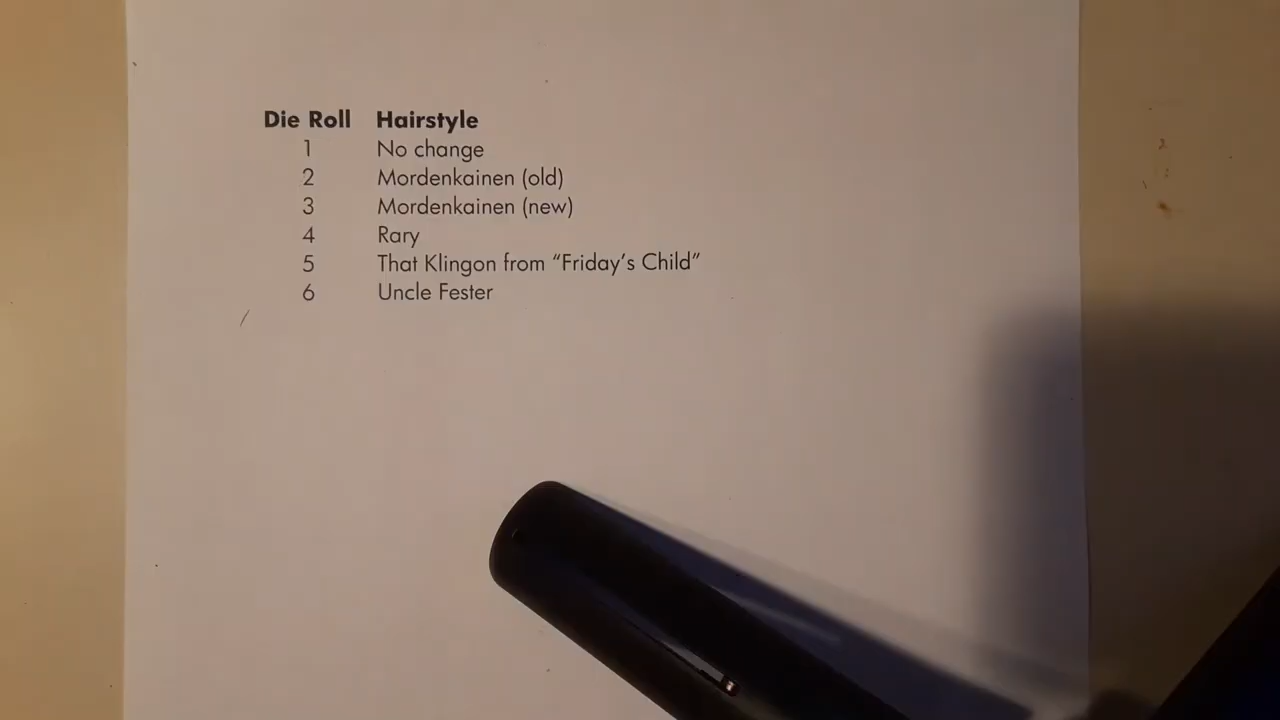 Die Roll Hairstyle
1 No change
2 Mordenkainen (old)
3 Mordenkainen (new)
4 Rary
5 That Klingon from “Friday’s Child”
6 Uncle Fester